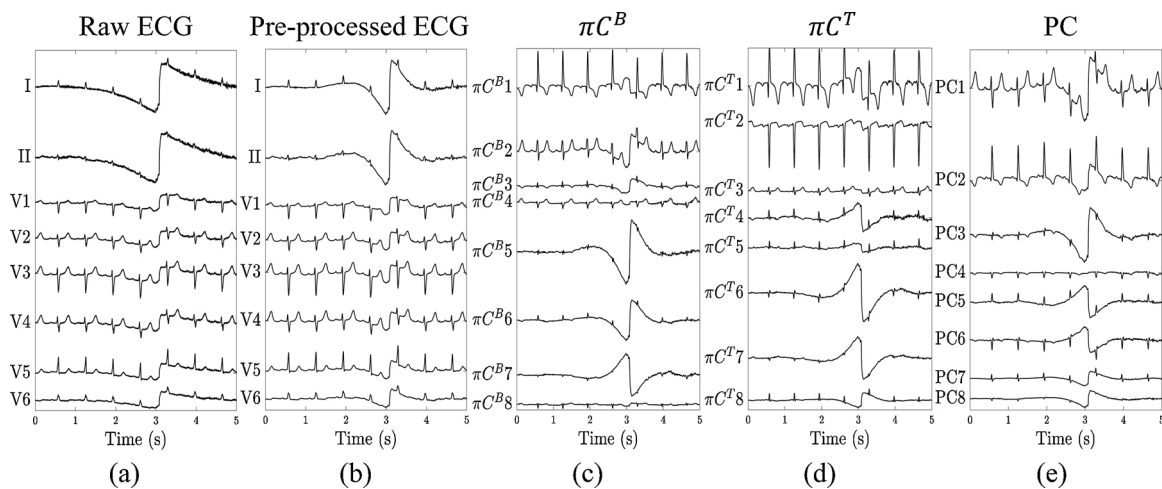 Raw ECG
I
II
V1
V2
V3
V4
V5
V6
0 1 2 3 4 5
Time (s)
(a)
Pre-processed ECG
I
II
V1
V2
V3
V4
V5
V6
0 1 2 3 4 5
Time (s)
(b)
πC^B
πC^B1
πC^B2
πC^B3
πC^B4
πC^B5
πC^B6
πC^B7
πC^B8
0 1 2 3 4 5
Time (s)
(c)
πC^T
πC^T1
πC^T2
πC^T3
πC^T4
πC^T5
πC^T6
πC^T7
πC^T8
0 1 2 3 4 5
Time (s)
(d)
PC
PC1
PC2
PC3
PC4
PC5
PC6
PC7
PC8
0 1 2 3 4 5
Time (s)
(e)